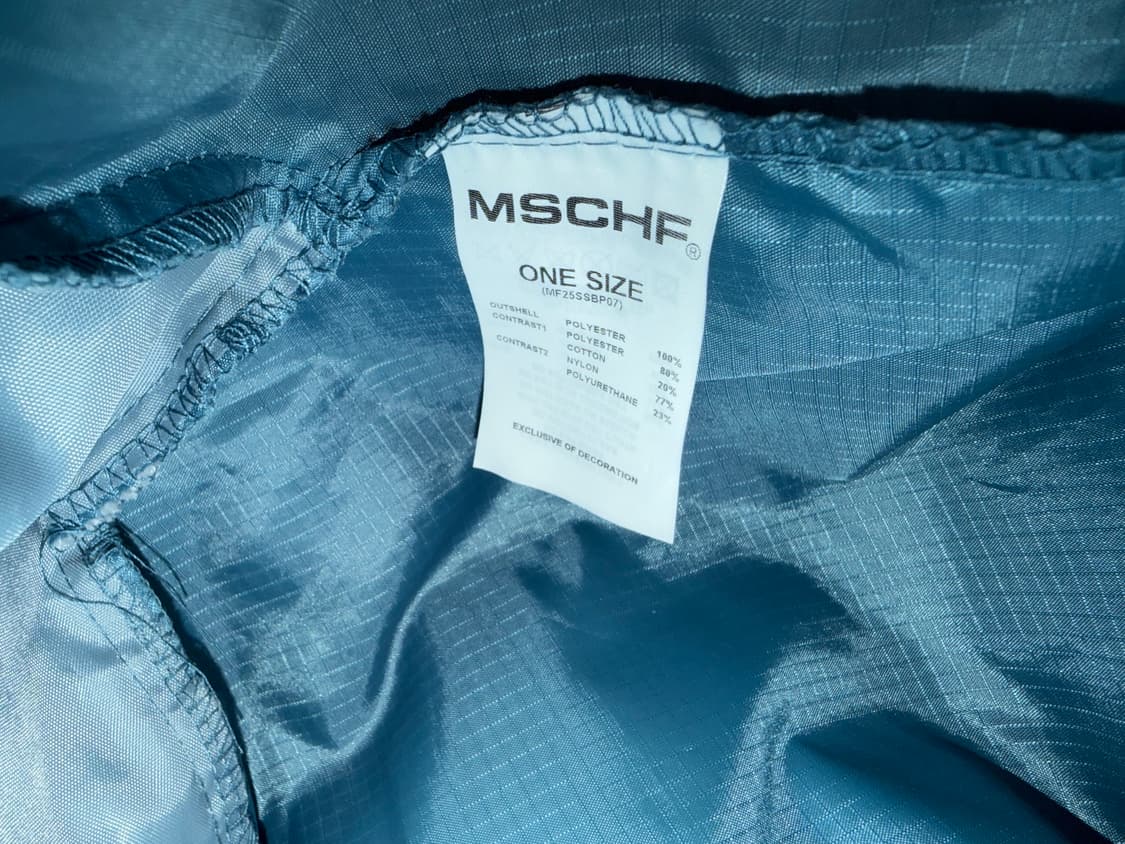 MSCHF®
ONE SIZE
(MF25SSBP07)
OUTSHELL POLYESTER 100%
CONTRAST1 POLYESTER 80%
COTTON 20%
CONTRAST2 NYLON 77%
POLYURETHANE 23%
EXCLUSIVE OF DECORATION